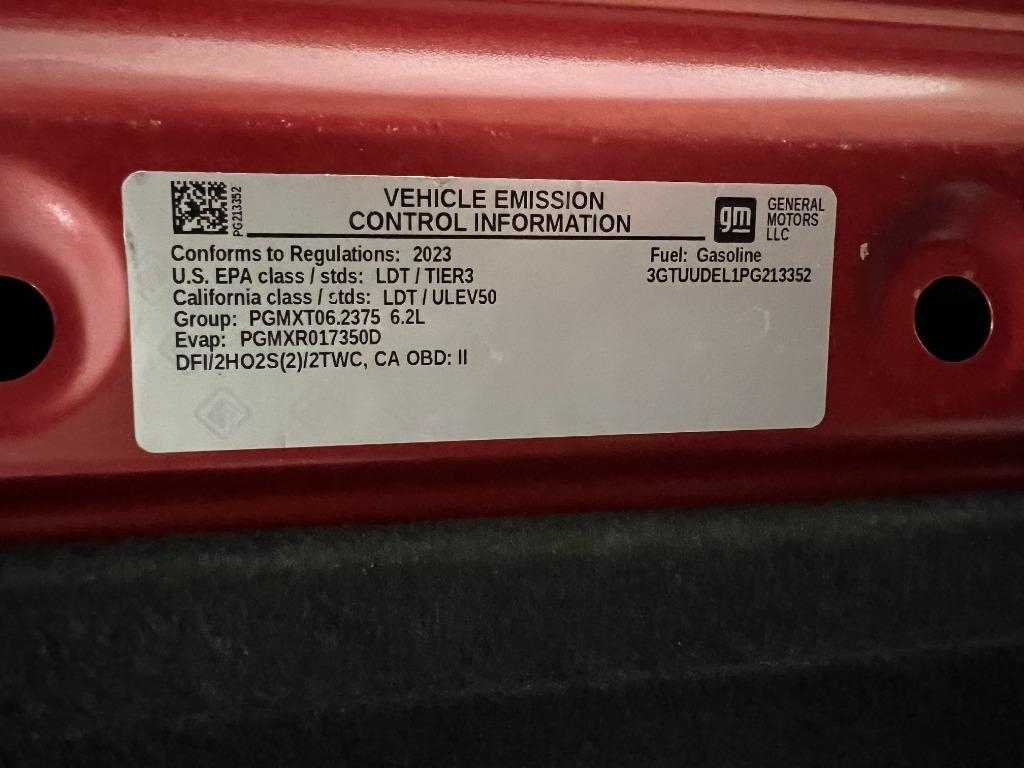 PG213352
VEHICLE EMISSION
CONTROL INFORMATION
gm
GENERAL
MOTORS
LLC
Conforms to Regulations: 2023
Fuel: Gasoline
U.S. EPA class / stds: LDT / TIER3
3GTUUDEL1PG213352
California class / stds: LDT / ULEV50
Group: PGMXT06.2375 6.2L
Evap: PGMXR017350D
DFI/2HO2S(2)/2TWC, CA OBD: II